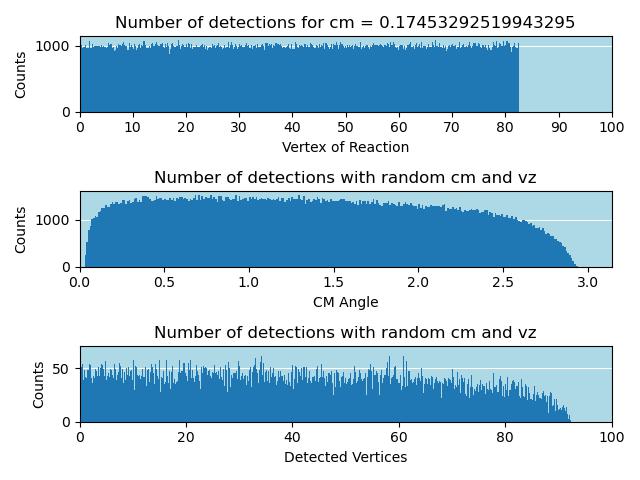 Number of detections for cm = 0.17453292519943295
1000
0
Counts
0 10 20 30 40 50 60 70 80 90 100
Vertex of Reaction
Number of detections with random cm and vz
1000
0
Counts
0.0 0.5 1.0 1.5 2.0 2.5 3.0
CM Angle
Number of detections with random cm and vz
50
0
Counts
0 20 40 60 80 100
Detected Vertices